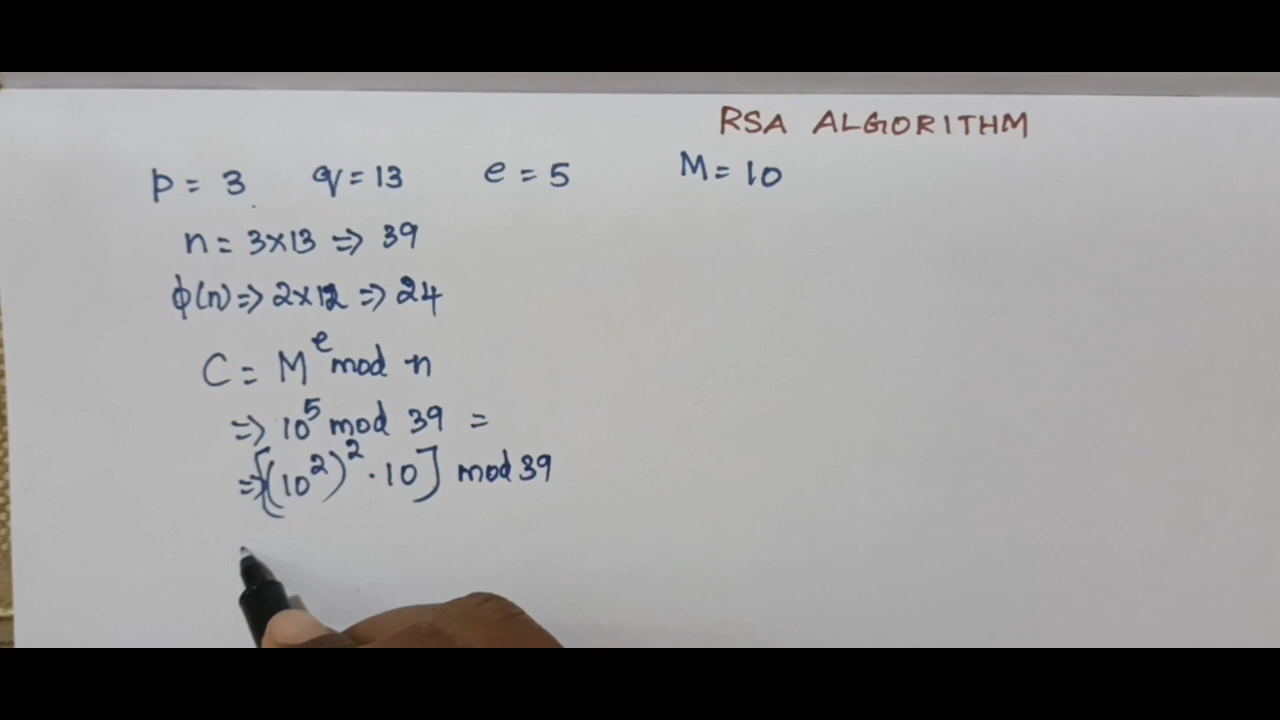 RSA ALGORITHM
p = 3 q = 13 e = 5 M = 10
n = 3×13 => 39
ϕ(n) => 2×12 => 24
C = M^e mod n
=> 10^5 mod 39 =
=> [(10^2)^2 · 10] mod 39